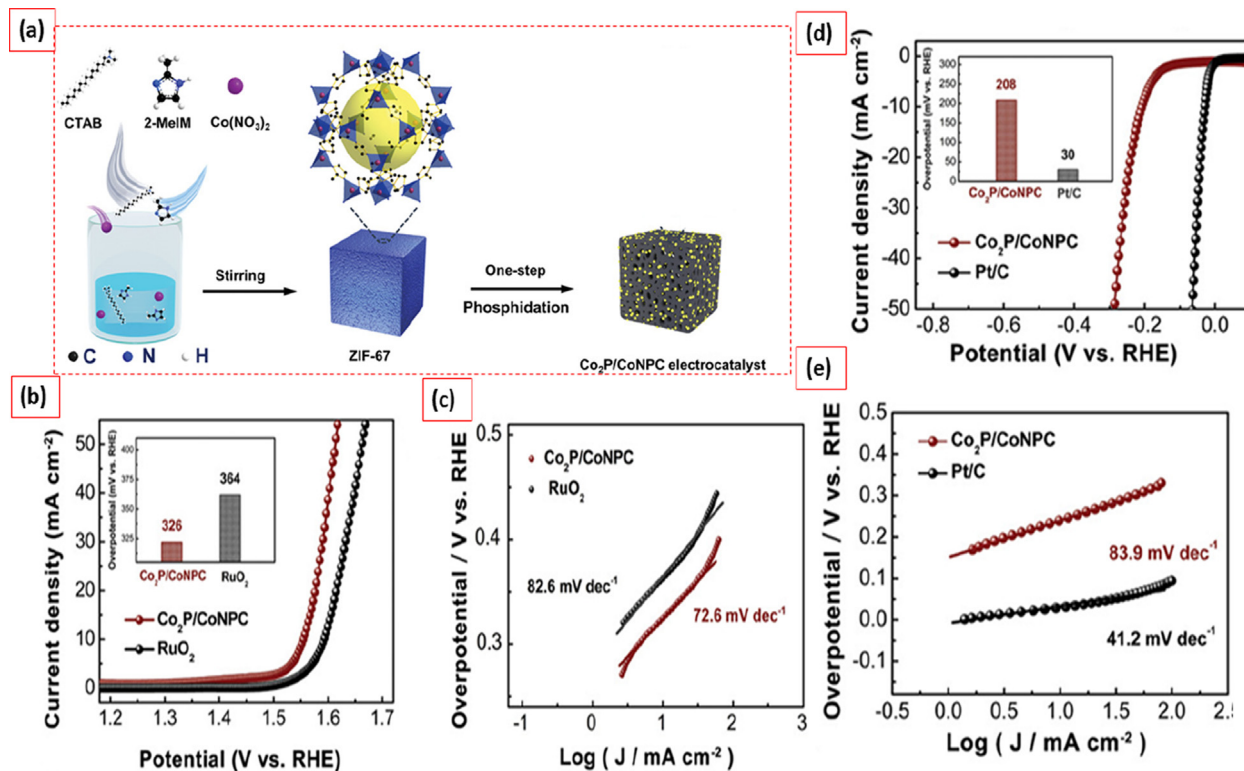 (a)
CTAB
2-MeIM
Co(NO₃)₂
Stirring
One-step
Phosphidation
C
N
H
ZIF-67
Co₂P/CoNPC electrocatalyst
(b)
Current density (mA cm⁻²)
50
40
30
20
10
0
Overpotential (mV vs. RHE)
400
375
350
325
326
364
Co₂P/CoNPC
RuO₂
Co₂P/CoNPC
RuO₂
1.2
1.3
1.4
1.5
1.6
1.7
Potential (V vs. RHE)
(c)
Overpotential / V vs. RHE
0.5
0.4
0.3
Co₂P/CoNPC
RuO₂
82.6 mV dec⁻¹
72.6 mV dec⁻¹
-1
0
1
2
3
Log ( J / mA cm⁻²)
(d)
Current density (mA cm⁻²)
0
-10
-20
-30
-40
-50
Overpotential (mV vs. RHE)
300
250
200
150
100
50
0
208
30
Co₂P/CoNPC
Pt/C
Co₂P/CoNPC
Pt/C
-0.8
-0.6
-0.4
-0.2
0.0
Potential (V vs. RHE)
(e)
Overpotential / V vs. RHE
0.5
0.4
0.3
0.2
0.1
0.0
-0.1
Co₂P/CoNPC
Pt/C
83.9 mV dec⁻¹
41.2 mV dec⁻¹
-0.5
0.0
0.5
1.0
1.5
2.0
2.
Log ( J / mA cm⁻²)